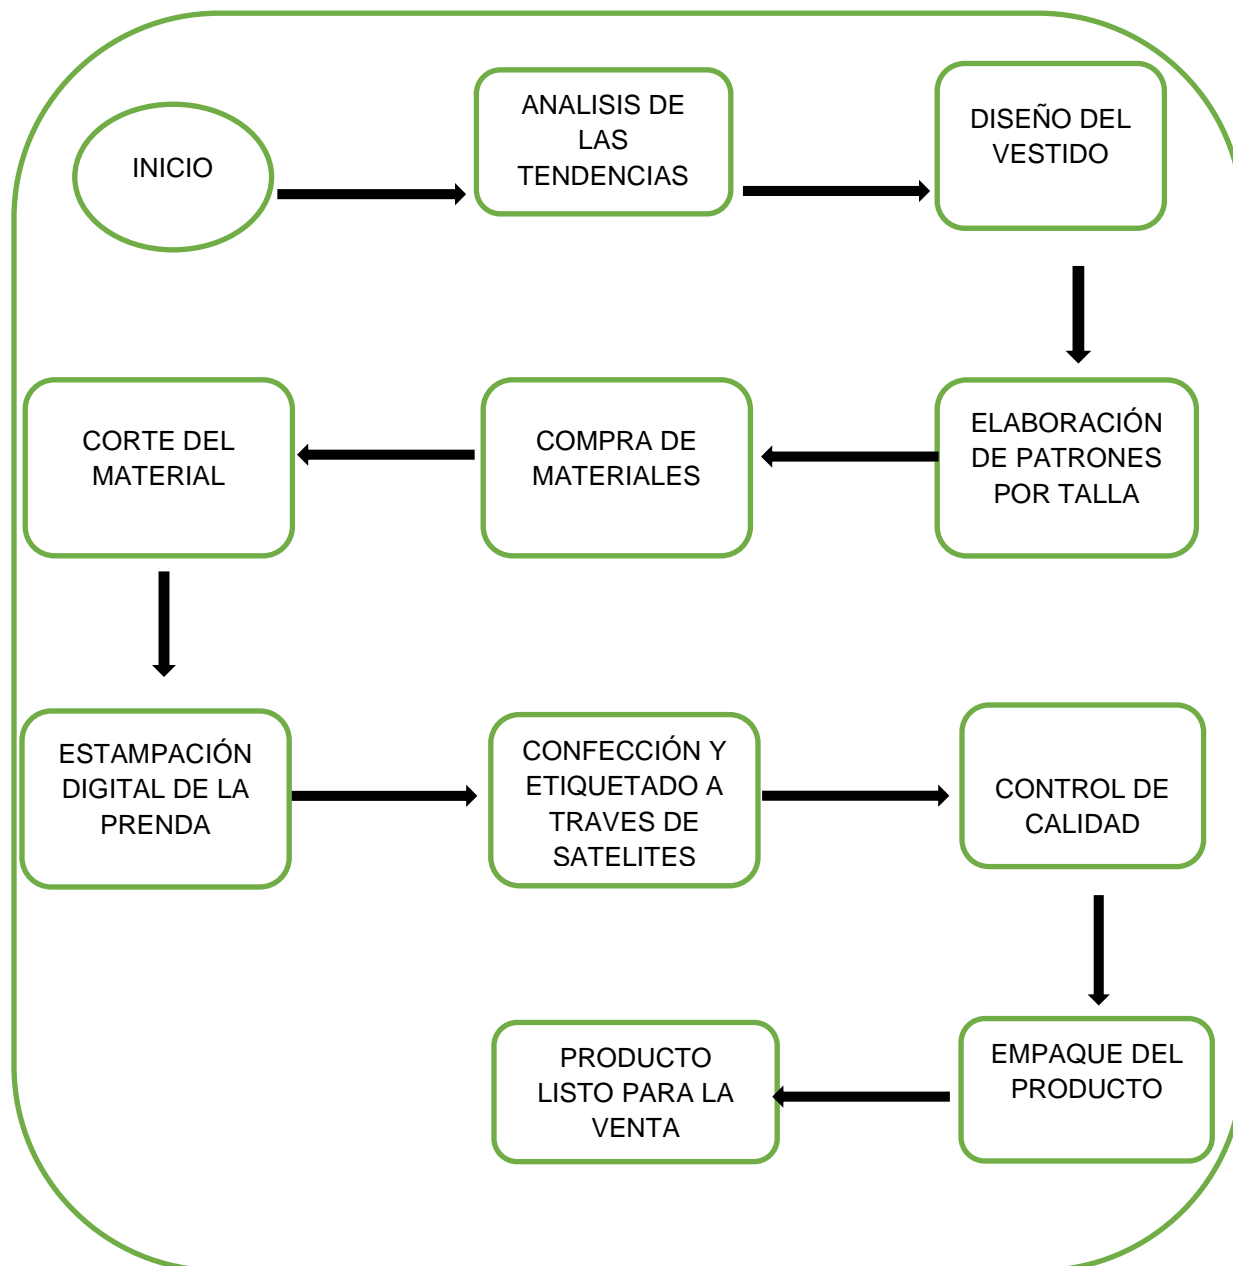 INICIO
ANALISIS DE
LAS
TENDENCIAS
DISEÑO DEL
VESTIDO
ELABORACIÓN
DE PATRONES
POR TALLA
COMPRA DE
MATERIALES
CORTE DEL
MATERIAL
ESTAMPACIÓN
DIGITAL DE LA
PRENDA
CONFECCIÓN Y
ETIQUETADO A
TRAVES DE
SATELITES
CONTROL DE
CALIDAD
EMPAQUE DEL
PRODUCTO
PRODUCTO
LISTO PARA LA
VENTA